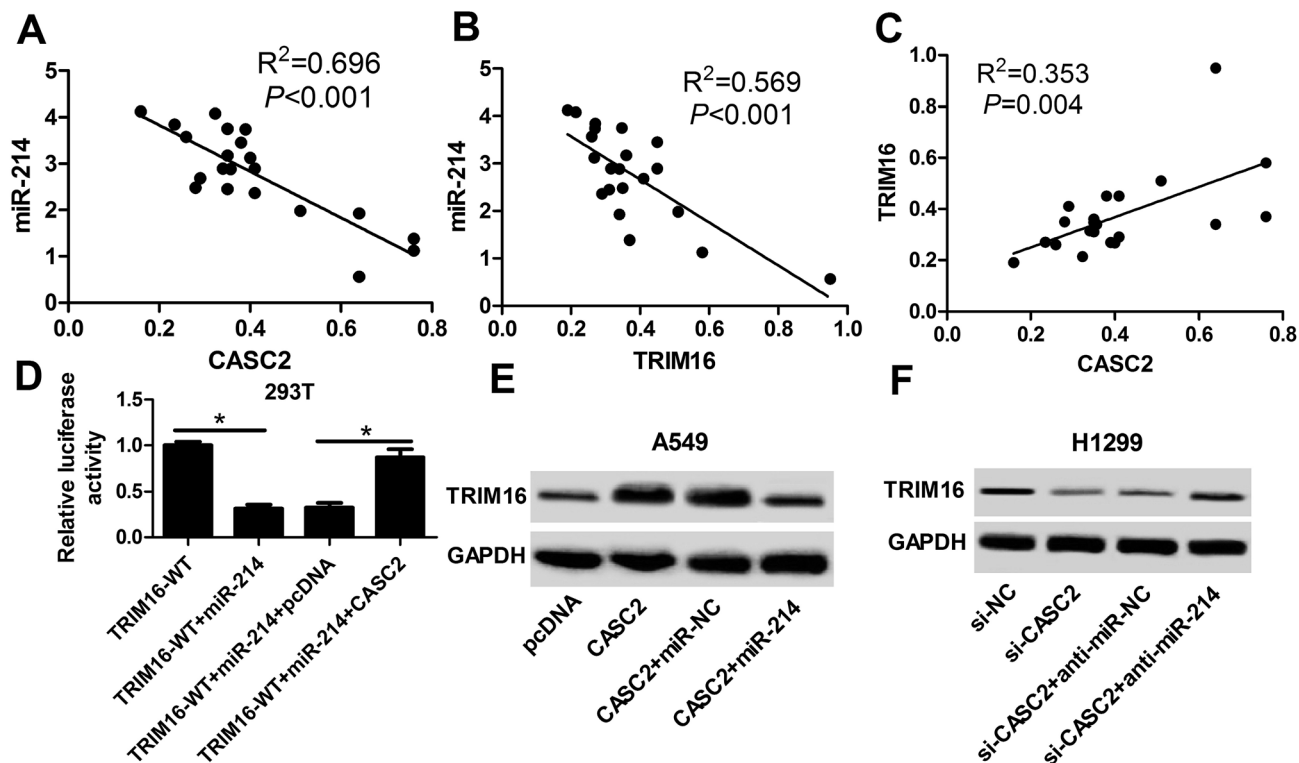 A
R²=0.696
P<0.001
miR-214
5
4
3
2
1
0
0.0 0.2 0.4 0.6 0.8
CASC2
B
R²=0.569
P<0.001
miR-214
5
4
3
2
1
0
0.0 0.2 0.4 0.6 0.8 1.0
TRIM16
C
R²=0.353
P=0.004
TRIM16
1.0
0.8
0.6
0.4
0.2
0.0
0.0 0.2 0.4 0.6 0.8
CASC2
D
293T
Relative luciferase
activity
1.5
1.0
0.5
0.0
*
*
TRIM16-WT
TRIM16-WT+miR-214
TRIM16-WT+miR-214+pcDNA
TRIM16-WT+miR-214+CASC2
E
A549
TRIM16
GAPDH
pcDNA
CASC2
CASC2+miR-NC
CASC2+miR-214
F
H1299
TRIM16
GAPDH
si-NC
si-CASC2
si-CASC2+anti-miR-NC
si-CASC2+anti-miR-214